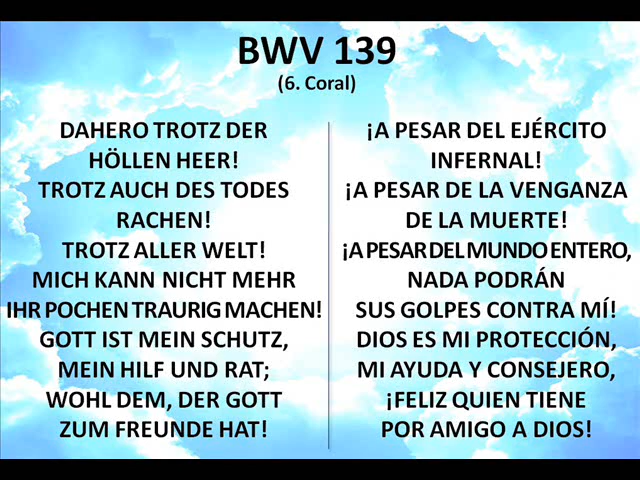 BWV 139
(6. Coral)
DAHERO TROTZ DER
HÖLLEN HEER!
TROTZ AUCH DES TODES
RACHEN!
TROTZ ALLER WELT!
MICH KANN NICHT MEHR
IHR POCHEN TRAURIG MACHEN!
GOTT IST MEIN SCHUTZ,
MEIN HILF UND RAT;
WOHL DEM, DER GOTT
ZUM FREUNDE HAT!
¡A PESAR DEL EJÉRCITO
INFERNAL!
¡A PESAR DE LA VENGANZA
DE LA MUERTE!
¡A PESAR DEL MUNDO ENTERO,
NADA PODRÁN
SUS GOLPES CONTRA MÍ!
DIOS ES MI PROTECCIÓN,
MI AYUDA Y CONSEJERO,
¡FELIZ QUIEN TIENE
POR AMIGO A DIOS!